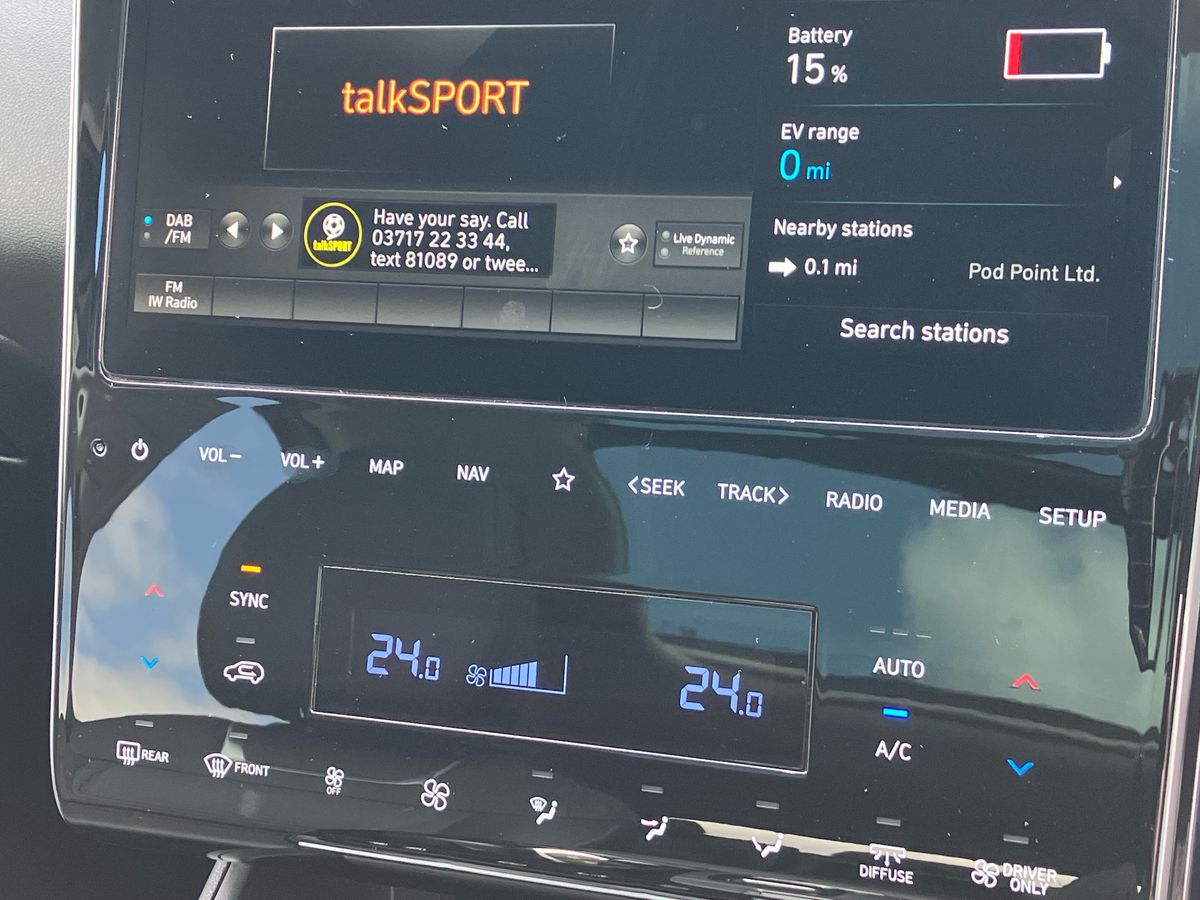 talkSPORT
Battery
15 %
EV range
0 mi
Nearby stations
0.1 mi Pod Point Ltd.
Search stations
DAB
/FM
talkSPORT
Have your say. Call
03717 22 33 44,
text 81089 or twee...
Live Dynamic
Reference
FM
IW Radio
VOL− VOL+ MAP NAV <SEEK TRACK> RADIO MEDIA SETUP
SYNC
24.0 24.0
AUTO
A/C
REAR
FRONT
OFF
DIFFUSE
DRIVER
ONLY